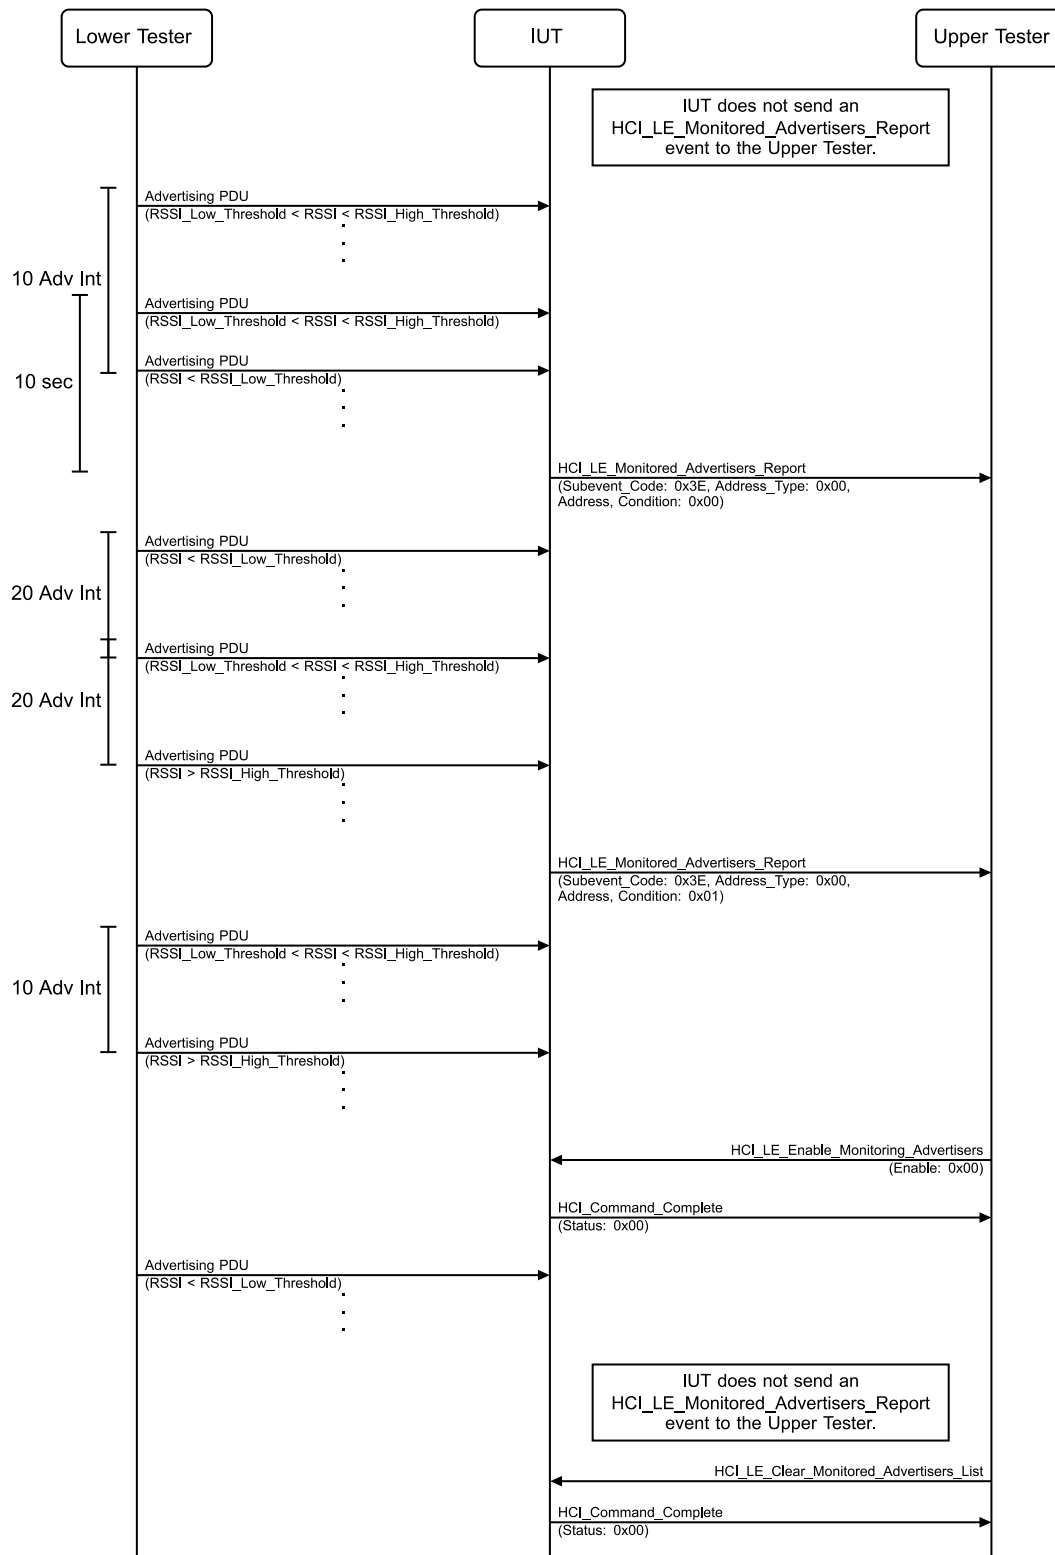 Lower Tester
IUT
Upper Tester
IUT does not send an
HCI_LE_Monitored_Advertisers_Report
event to the Upper Tester.
Advertising PDU
(RSSI_Low_Threshold < RSSI < RSSI_High_Threshold)
10 Adv Int
Advertising PDU
(RSSI_Low_Threshold < RSSI < RSSI_High_Threshold)
Advertising PDU
(RSSI < RSSI_Low_Threshold)
10 sec
HCI_LE_Monitored_Advertisers_Report
(Subevent_Code: 0x3E, Address_Type: 0x00,
Address, Condition: 0x00)
Advertising PDU
(RSSI < RSSI_Low_Threshold)
20 Adv Int
Advertising PDU
(RSSI_Low_Threshold < RSSI < RSSI_High_Threshold)
20 Adv Int
Advertising PDU
(RSSI > RSSI_High_Threshold)
HCI_LE_Monitored_Advertisers_Report
(Subevent_Code: 0x3E, Address_Type: 0x00,
Address, Condition: 0x01)
Advertising PDU
(RSSI_Low_Threshold < RSSI < RSSI_High_Threshold)
10 Adv Int
Advertising PDU
(RSSI > RSSI_High_Threshold)
HCI_LE_Enable_Monitoring_Advertisers
(Enable: 0x00)
HCI_Command_Complete
(Status: 0x00)
Advertising PDU
(RSSI < RSSI_Low_Threshold)
IUT does not send an
HCI_LE_Monitored_Advertisers_Report
event to the Upper Tester.
HCI_LE_Clear_Monitored_Advertisers_List
HCI_Command_Complete
(Status: 0x00)